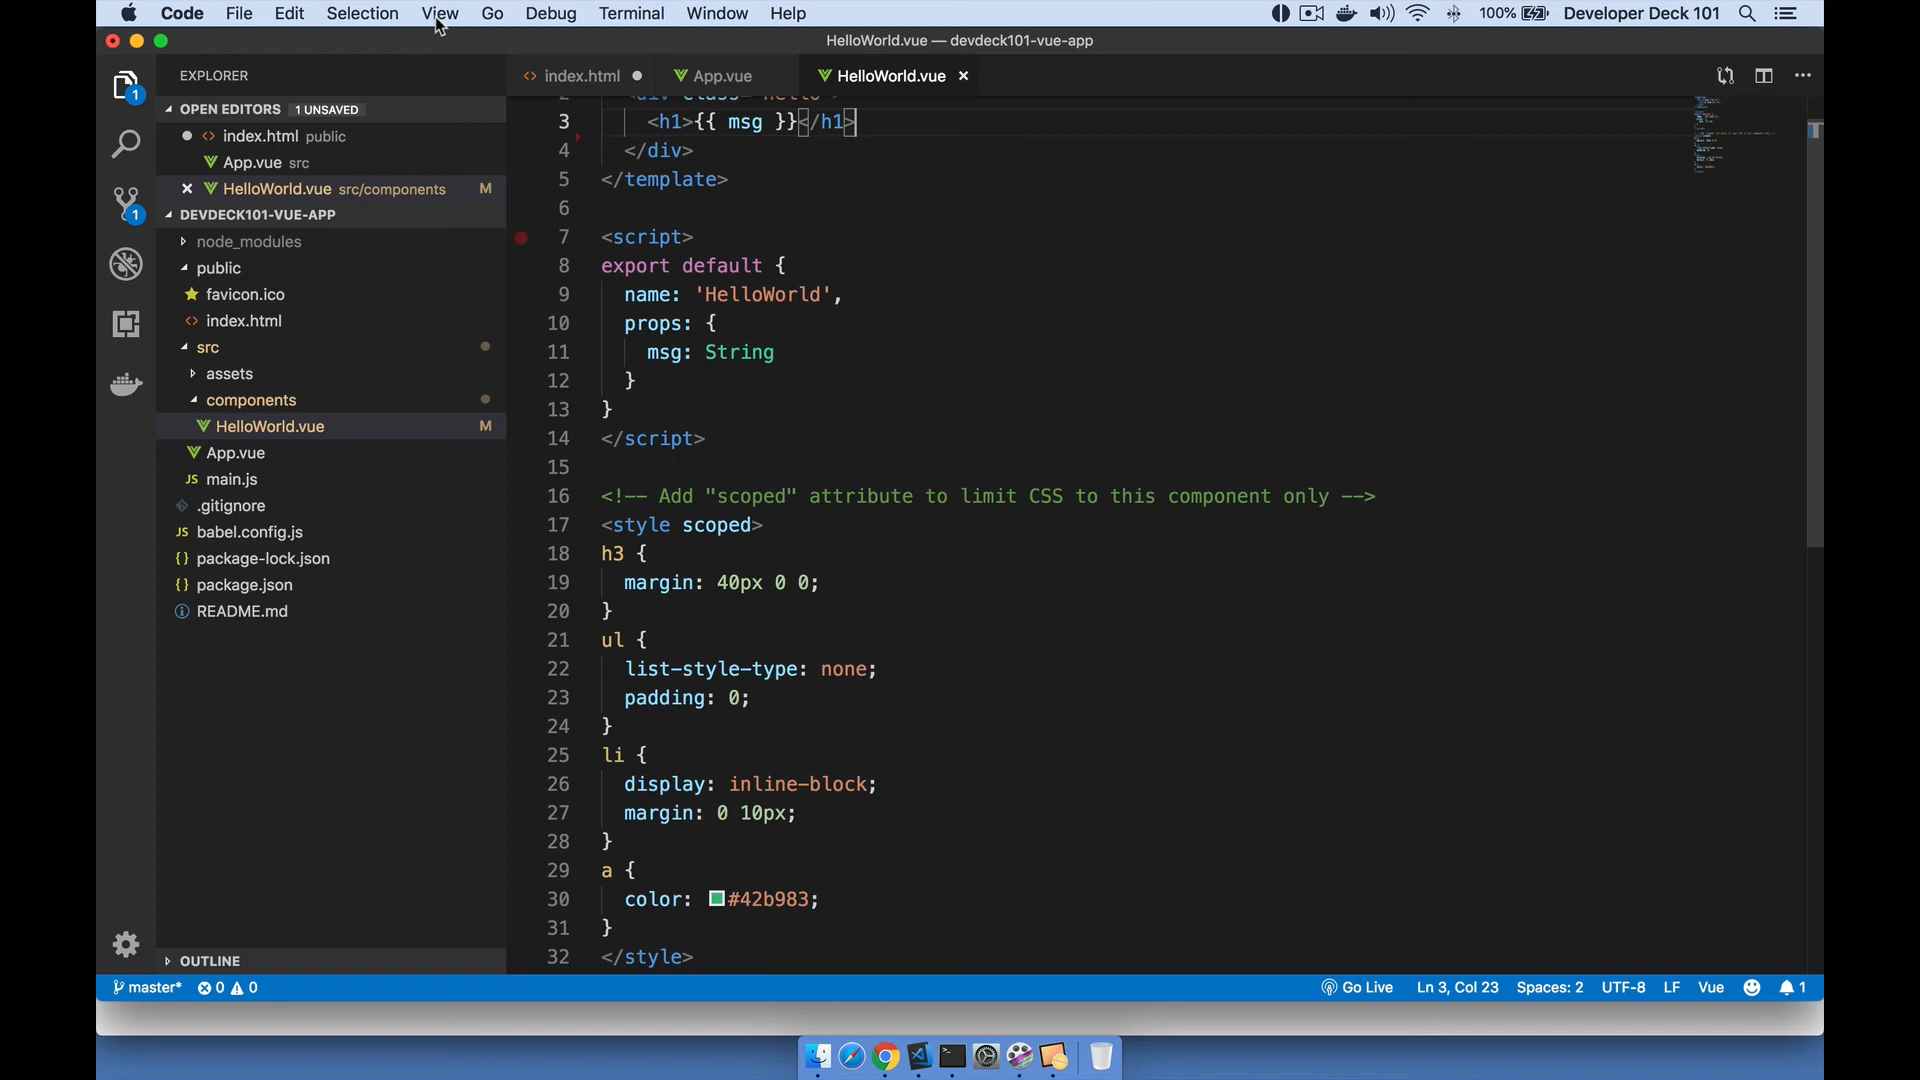 Code File Edit Selection View Go Debug Terminal Window Help 100% Developer Deck 101
HelloWorld.vue — devdeck101-vue-app
EXPLORER
OPEN EDITORS 1 UNSAVED
<> index.html public
App.vue src
HelloWorld.vue src/components M
DEVDECK101-VUE-APP
node_modules
public
favicon.ico
<> index.html
src
assets
components
HelloWorld.vue M
App.vue
JS main.js
.gitignore
JS babel.config.js
{} package-lock.json
{} package.json
README.md
OUTLINE
1
1
<> index.html App.vue HelloWorld.vue
2 <div class="hello">
3 <h1>{{ msg }}</h1>
4 </div>
5 </template>
6
7 <script>
8 export default {
9 name: 'HelloWorld',
10 props: {
11 msg: String
12 }
13 }
14 </script>
15
16 <!-- Add "scoped" attribute to limit CSS to this component only -->
17 <style scoped>
18 h3 {
19 margin: 40px 0 0;
20 }
21 ul {
22 list-style-type: none;
23 padding: 0;
24 }
25 li {
26 display: inline-block;
27 margin: 0 10px;
28 }
29 a {
30 color: #42b983;
31 }
32 </style>
master* 0 0 Go Live Ln 3, Col 23 Spaces: 2 UTF-8 LF Vue 1